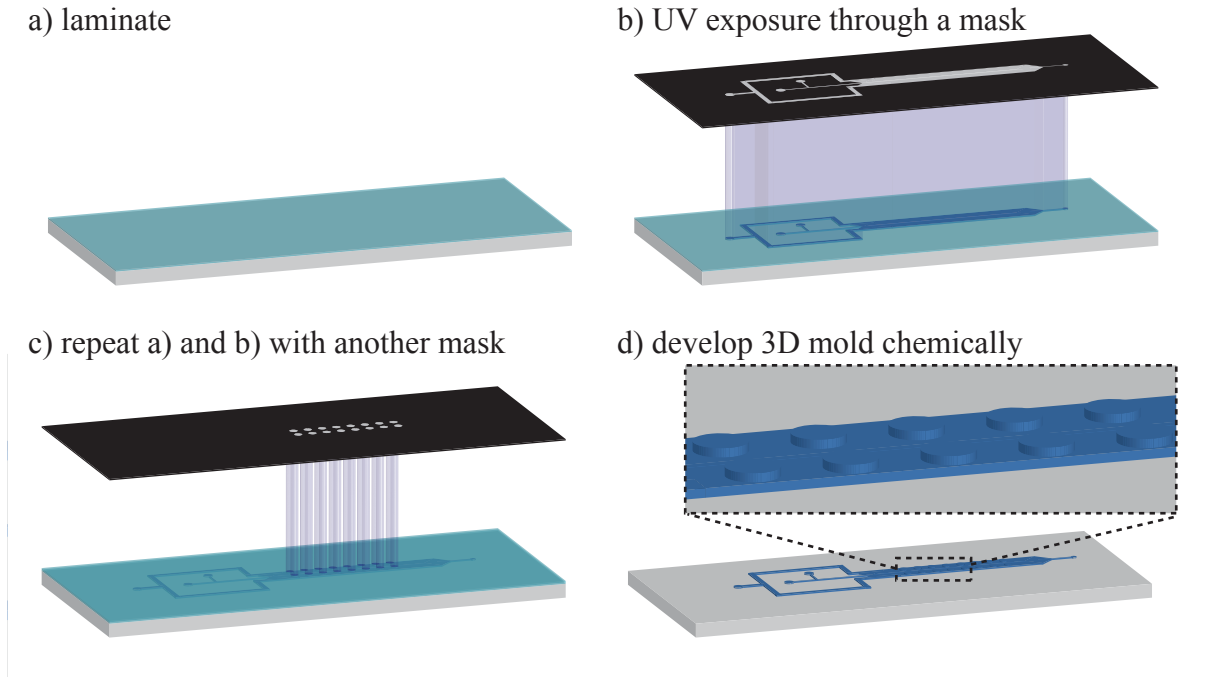 a) laminate
b) UV exposure through a mask
c) repeat a) and b) with another mask
d) develop 3D mold chemically